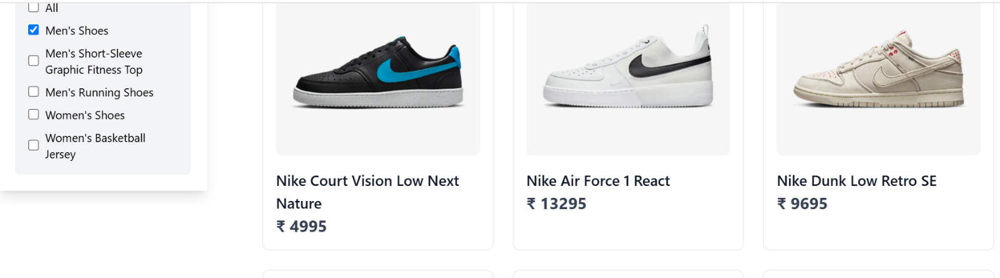 All
Men's Shoes
Men's Short-Sleeve
Graphic Fitness Top
Men's Running Shoes
Women's Shoes
Women's Basketball
Jersey
Nike Court Vision Low Next
Nature
₹ 4995
Nike Air Force 1 React
₹ 13295
Nike Dunk Low Retro SE
₹ 9695